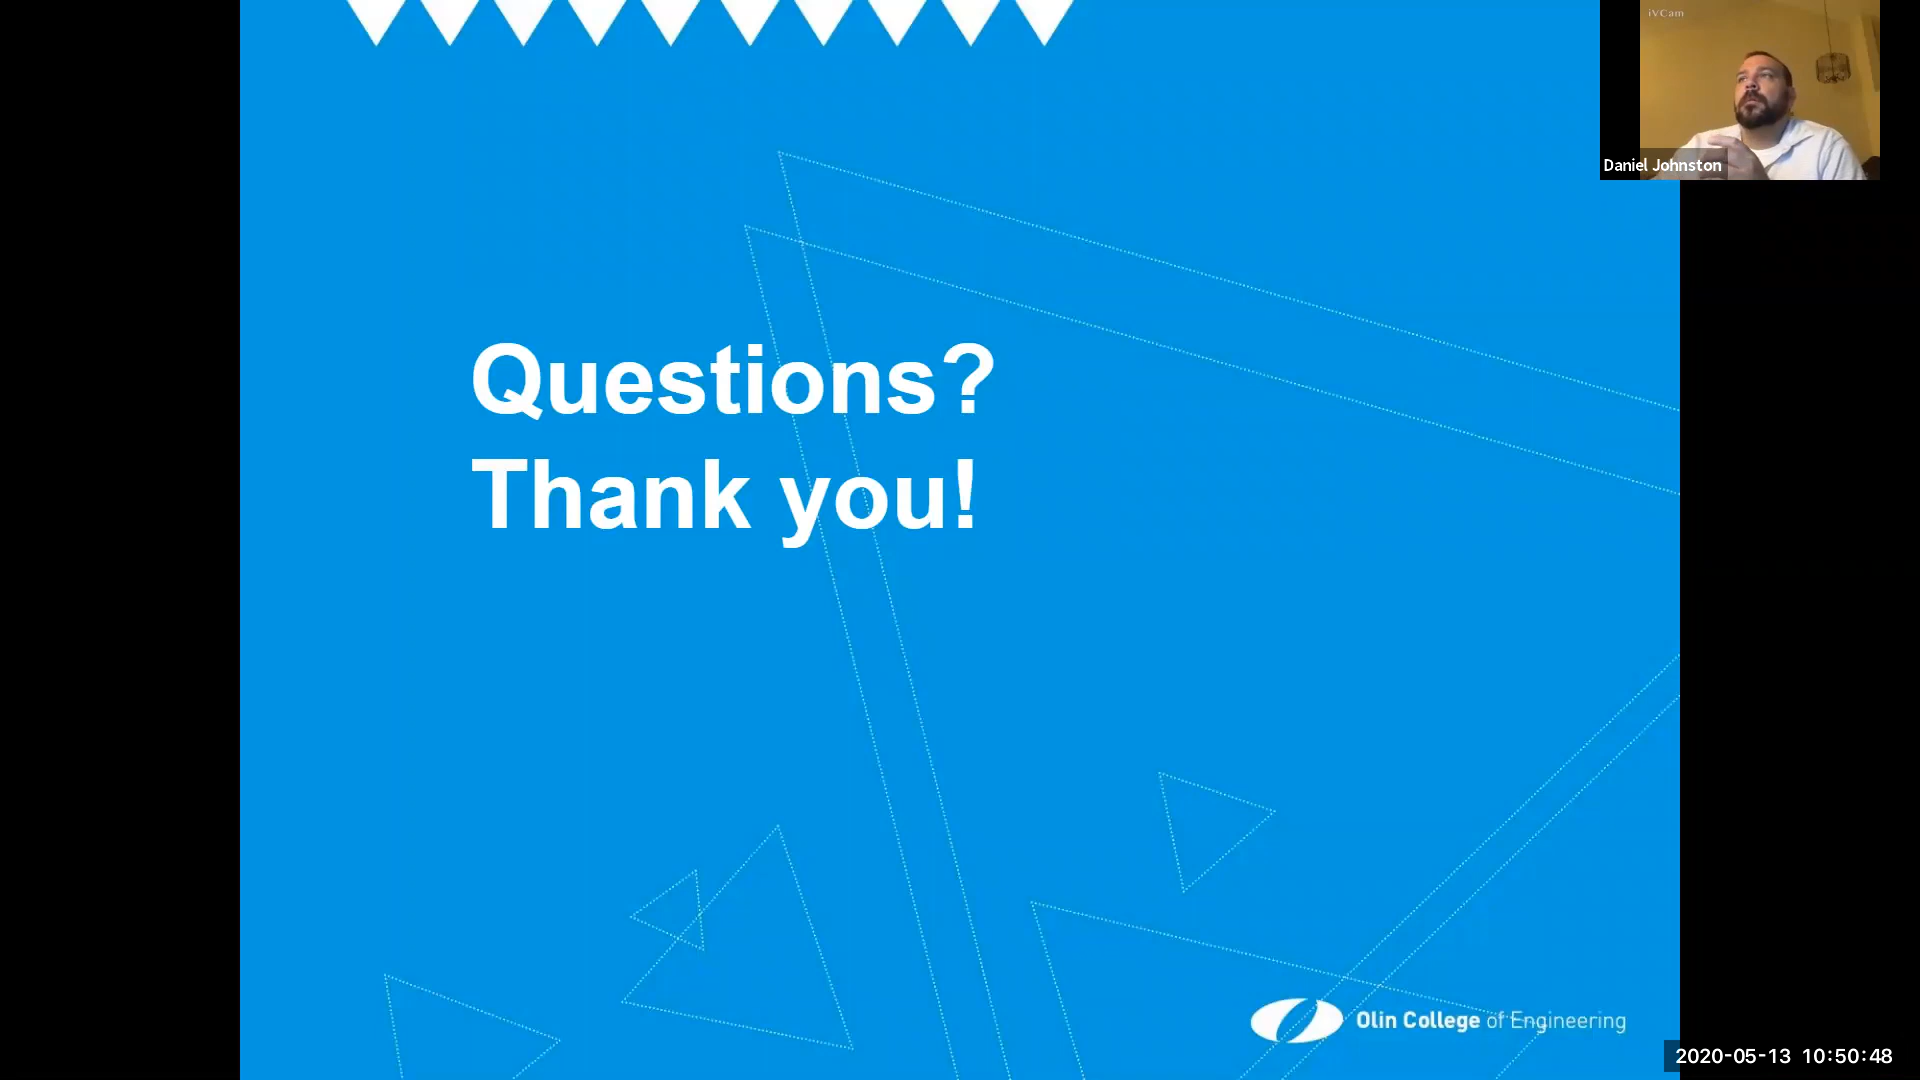 iVCam
Daniel Johnston
Questions?
Thank you!
Olin College of Engineering
2020-05-13 10:50:48